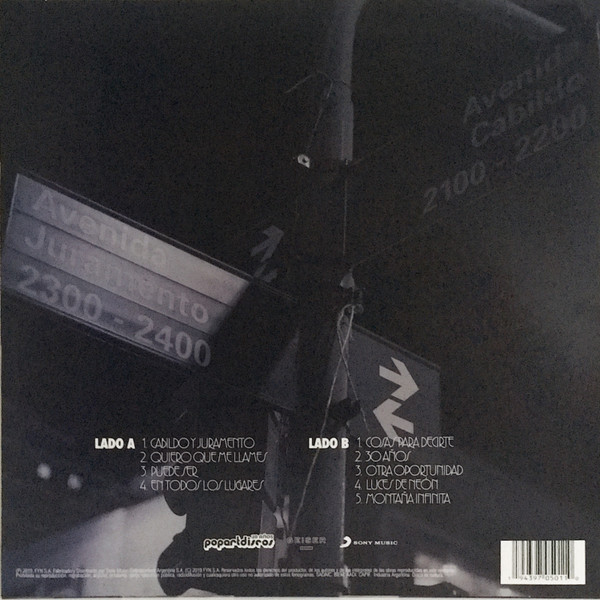 Avenida
Cabildo
2100 - 2200
Avenida
Juramento
2300 - 2400
LADO A
1. CABILDO Y JURAMENTO
2. QUIERO QUE ME LLAMES
3. PUEDE SER
4. EN TODOS LOS LUGARES
LADO B
1. COSAS PARA DECIRTE
2. 30 AÑOS
3. OTRA OPORTUNIDAD
4. LUCES DE NEÓN
5. MONTAÑA INFINITA
popartdiscos
GEISER
SONY MUSIC